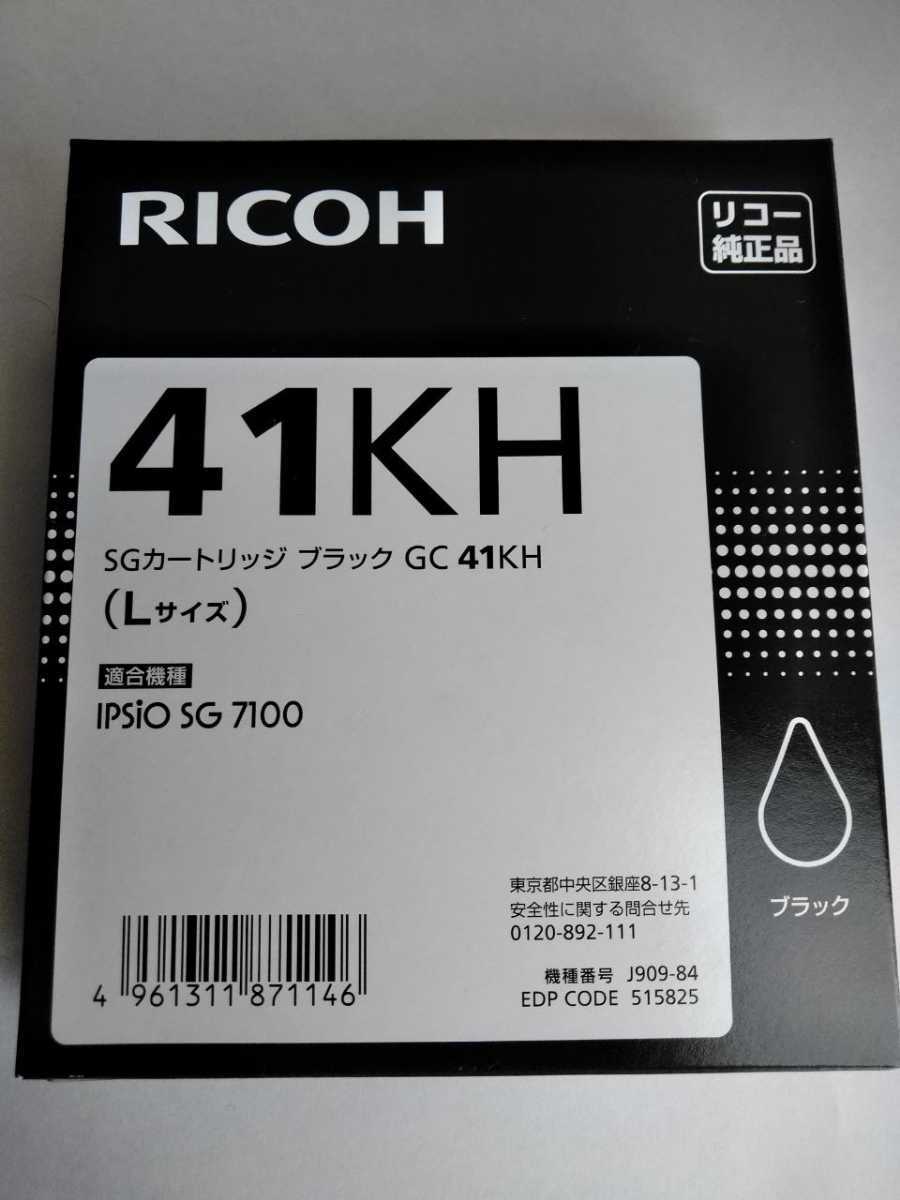 RICOH
リコー
純正品
41KH
SGカートリッジ ブラック GC 41KH
(Lサイズ)
適合機種
IPSiO SG 7100
東京都中央区銀座8-13-1
安全性に関する問合せ先
0120-892-111
機種番号 J909-84
EDP CODE 515825
4 961311 871146
ブラック